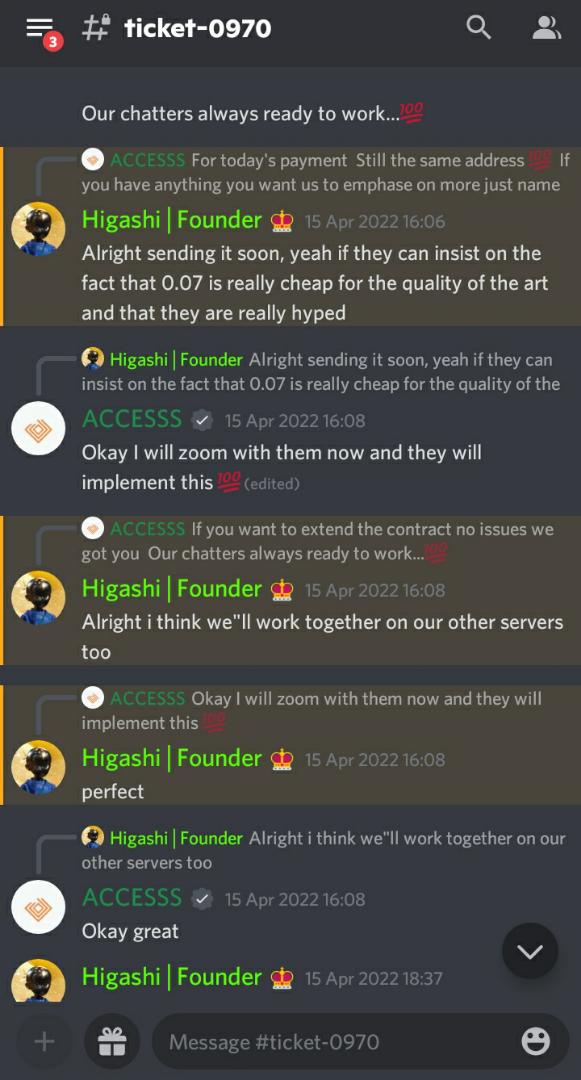 3
ticket-0970
Our chatters always ready to work...💯
ACCESSS For today's payment Still the same address 💯 If
you have anything you want us to emphase on more just name
Higashi | Founder 👑 15 Apr 2022 16:06
Alright sending it soon, yeah if they can insist on the
fact that 0.07 is really cheap for the quality of the art
and that they are really hyped
Higashi | Founder Alright sending it soon, yeah if they can
insist on the fact that 0.07 is really cheap for the quality of the
ACCESSS 15 Apr 2022 16:08
Okay I will zoom with them now and they will
implement this 💯 (edited)
ACCESSS If you want to extend the contract no issues we
got you Our chatters always ready to work...💯
Higashi | Founder 👑 15 Apr 2022 16:08
Alright i think we"ll work together on our other servers
too
ACCESSS Okay I will zoom with them now and they will
implement this 💯
Higashi | Founder 👑 15 Apr 2022 16:08
perfect
Higashi | Founder Alright i think we"ll work together on our
other servers too
ACCESSS 15 Apr 2022 16:08
Okay great
Higashi | Founder 👑 15 Apr 2022 18:37
Message #ticket-0970